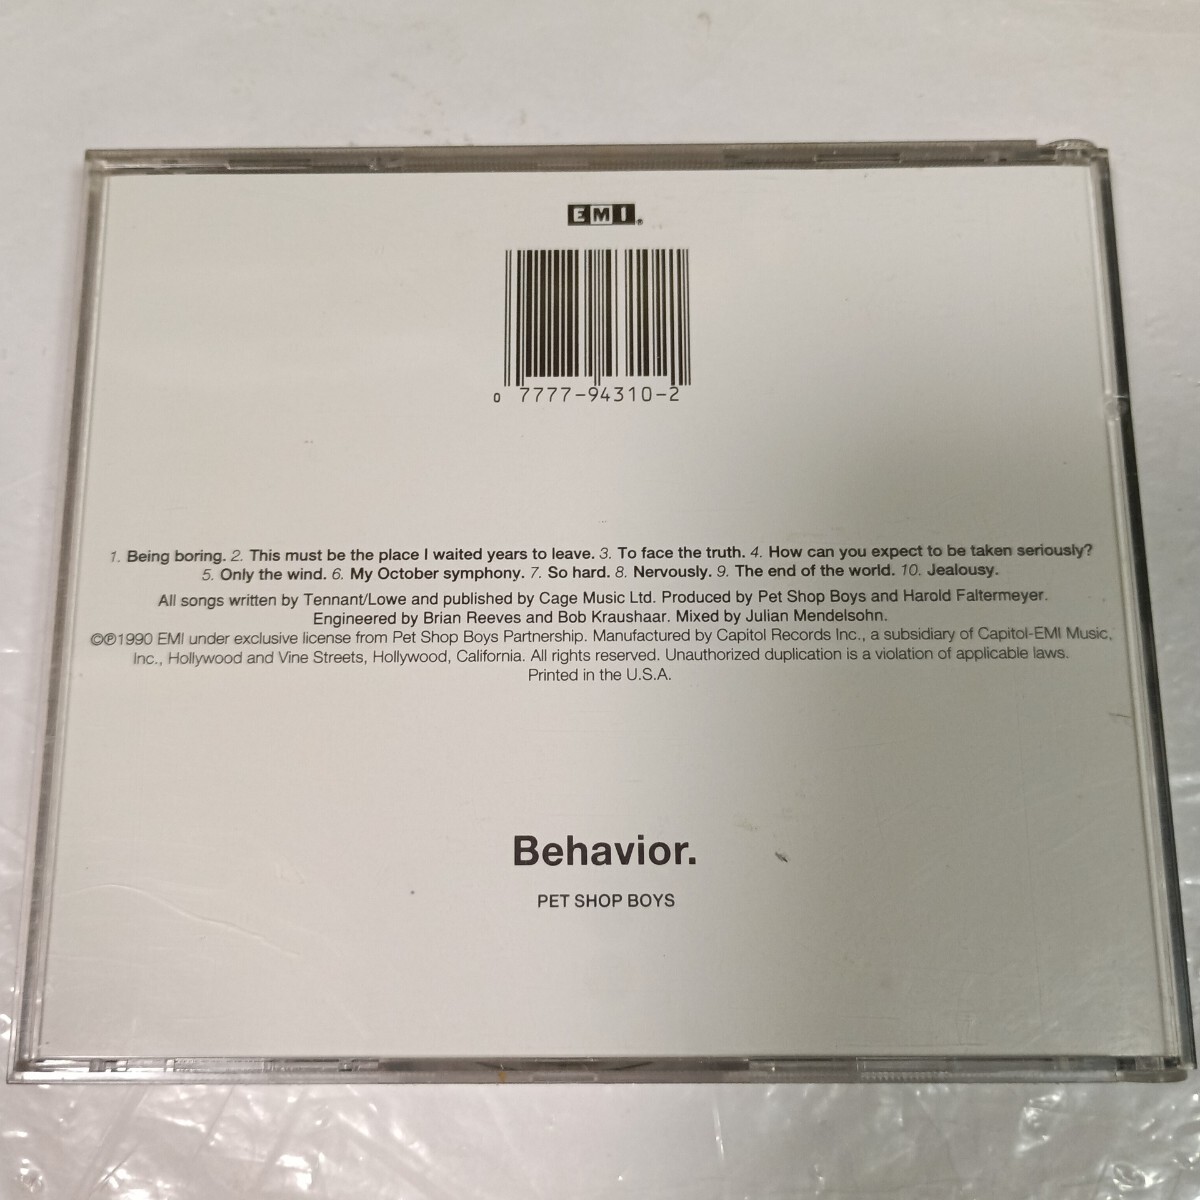 EMI®
0 7777-94310-2
1. Being boring. 2. This must be the place I waited years to leave. 3. To face the truth. 4. How can you expect to be taken seriously?
5. Only the wind. 6. My October symphony. 7. So hard. 8. Nervously. 9. The end of the world. 10. Jealousy.
All songs written by Tennant/Lowe and published by Cage Music Ltd. Produced by Pet Shop Boys and Harold Faltermeyer.
Engineered by Brian Reeves and Bob Kraushaar. Mixed by Julian Mendelsohn.
©℗1990 EMI under exclusive license from Pet Shop Boys Partnership. Manufactured by Capitol Records Inc., a subsidiary of Capitol-EMI Music,
Inc., Hollywood and Vine Streets, Hollywood, California. All rights reserved. Unauthorized duplication is a violation of applicable laws.
Printed in the U.S.A.
Behavior.
PET SHOP BOYS